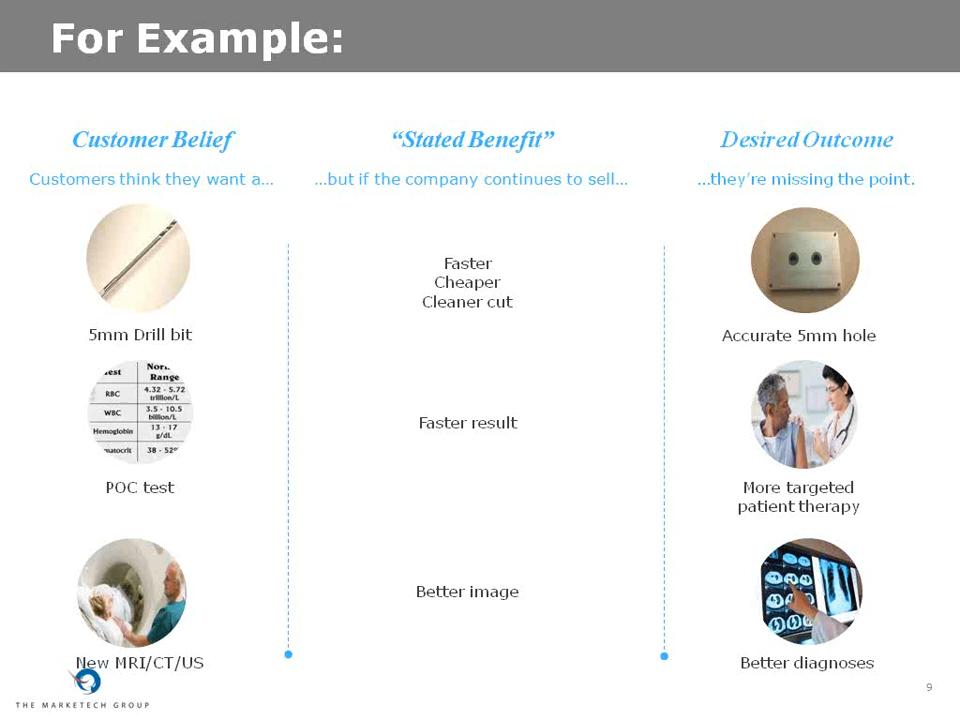 For Example:
Customer Belief
“Stated Benefit”
Desired Outcome
Customers think they want a…
…but if the company continues to sell…
…they’re missing the point.
Faster
Cheaper
Cleaner cut
5mm Drill bit
Accurate 5mm hole
Range
RBC
4.32 - 5.72
trillion/L
WBC
3.5 - 10.5
billion/L
Hemoglobin
13 - 17
g/dL
38 - 52
Faster result
POC test
More targeted
patient therapy
Better image
New MRI/CT/US
Better diagnoses
THE MARKETECH GROUP
9